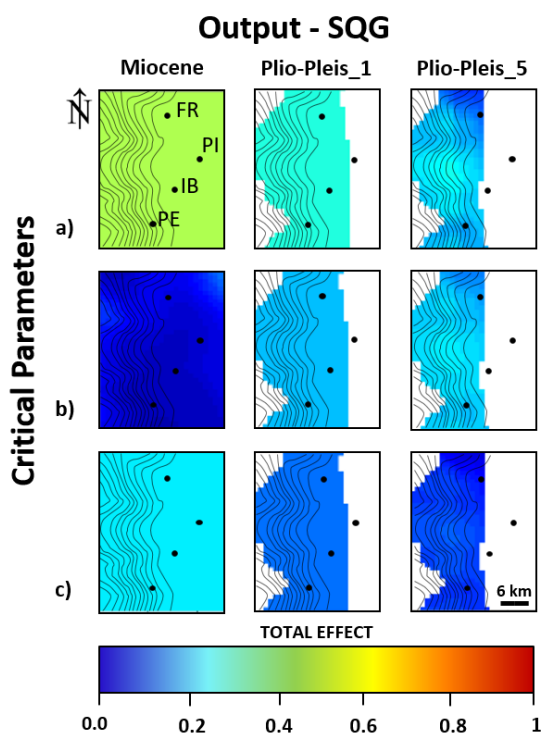 Output - SQG
Miocene Plio-Pleis_1 Plio-Pleis_5
N
FR
PI
IB
PE
Critical Parameters
a)
b)
c)
6 km
TOTAL EFFECT
0.0 0.2 0.4 0.6 0.8 1